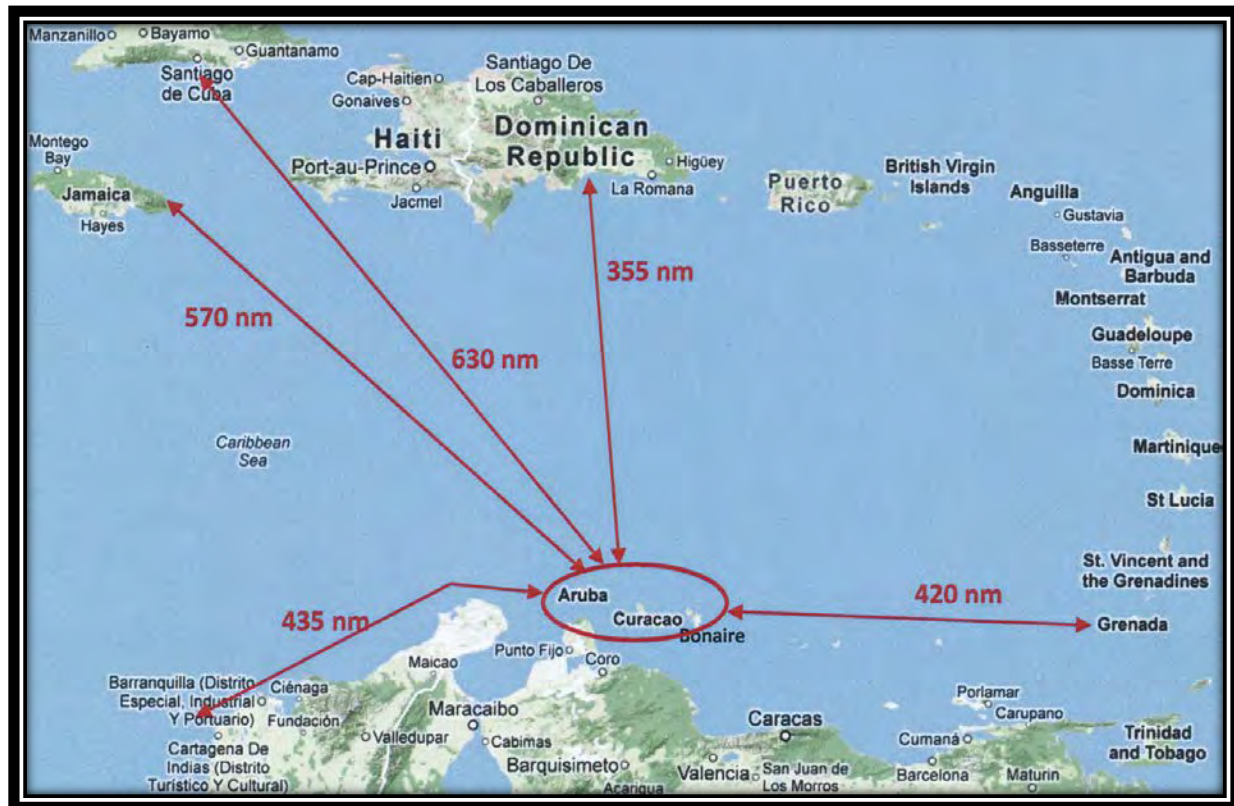 Manzanillo
Bayamo
Guantanamo
Santiago
de Cuba
Cap-Haitien
Gonaives
Santiago De
Los Caballeros
Haiti
Dominican
Republic
Port-au-Prince
Jacmel
Higüey
La Romana
Montego
Bay
Jamaica
Hayes
Puerto
Rico
British Virgin
Islands
Anguilla
Gustavia
Basseterre
Antigua and
Barbuda
Montserrat
Guadeloupe
Basse Terre
Dominica
Martinique
St Lucia
St. Vincent and
the Grenadines
Grenada
570 nm
630 nm
355 nm
420 nm
435 nm
Caribbean
Sea
Aruba
Curacao
Bonaire
Punto Fijo
Coro
Maicao
Barranquilla (Distrito
Especial, Industrial
Y Portuario)
Ciénaga
Fundación
Cartagena De
Indias (Distrito
Turístico Y Cultural)
Valledupar
Maracaibo
Cabimas
Barquisimeto
Acarigua
Valencia
Caracas
San Juan de
Los Morros
Porlamar
Carupano
Cumaná
Barcelona
Maturin
Trinidad
and Tobago